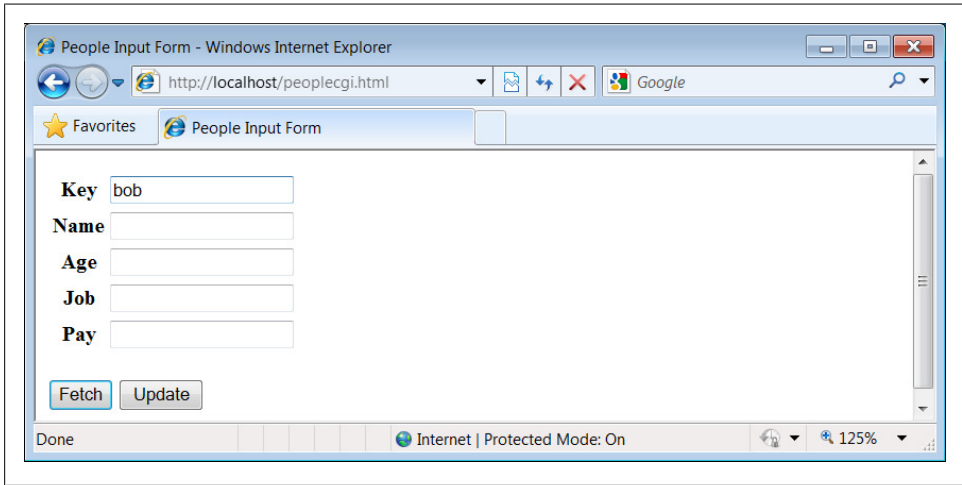 People Input Form - Windows Internet Explorer
http://localhost/peoplecgi.html Google
Favorites People Input Form
Key bob
Name
Age
Job
Pay
Fetch Update
Done Internet | Protected Mode: On 125%